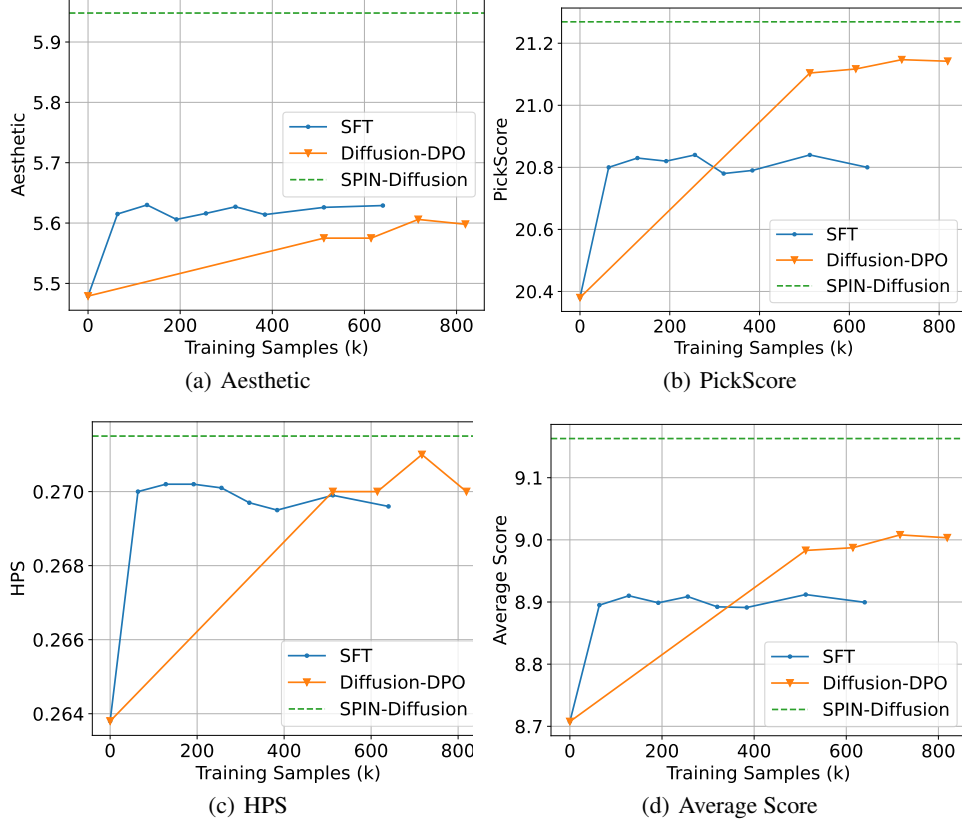 5.9
5.8
5.7
5.6
5.5
Aesthetic
SFT
Diffusion-DPO
SPIN-Diffusion
0 200 400 600 800
Training Samples (k)
(a) Aesthetic
21.2
21.0
20.8
20.6
20.4
PickScore
SFT
Diffusion-DPO
SPIN-Diffusion
0 200 400 600 800
Training Samples (k)
(b) PickScore
0.270
0.268
0.266
0.264
HPS
SFT
Diffusion-DPO
SPIN-Diffusion
0 200 400 600 800
Training Samples (k)
(c) HPS
9.1
9.0
8.9
8.8
8.7
Average Score
SFT
Diffusion-DPO
SPIN-Diffusion
0 200 400 600 800
Training Samples (k)
(d) Average Score